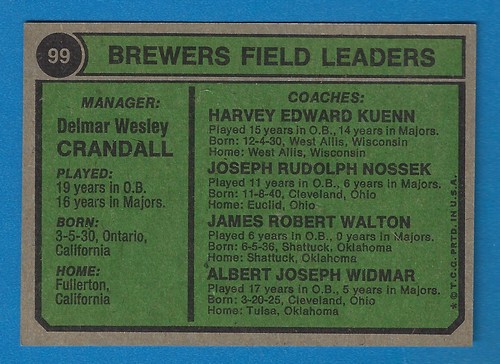 99
BREWERS FIELD LEADERS
MANAGER:
Delmar Wesley
CRANDALL
PLAYED:
19 years in O.B.
16 years in Majors.
BORN:
3-5-30, Ontario,
California
HOME:
Fullerton,
California
COACHES:
HARVEY EDWARD KUENN
Played 15 years in O.B., 14 years in Majors.
Born: 12-4-30, West Allis, Wisconsin
Home: West Allis, Wisconsin
JOSEPH RUDOLPH NOSSEK
Played 11 years in O.B., 6 years in Majors.
Born: 11-8-40, Cleveland, Ohio
Home: Euclid, Ohio
JAMES ROBERT WALTON
Played 6 years in O.B., 0 years in Majors.
Born: 6-5-36, Shattuck, Oklahoma
Home: Shattuck, Oklahoma
ALBERT JOSEPH WIDMAR
Played 17 years in O.B., 5 years in Majors.
Born: 3-20-25, Cleveland, Ohio
Home: Tulsa, Oklahoma
★ © T.C.G. PRTD. IN U.S.A.